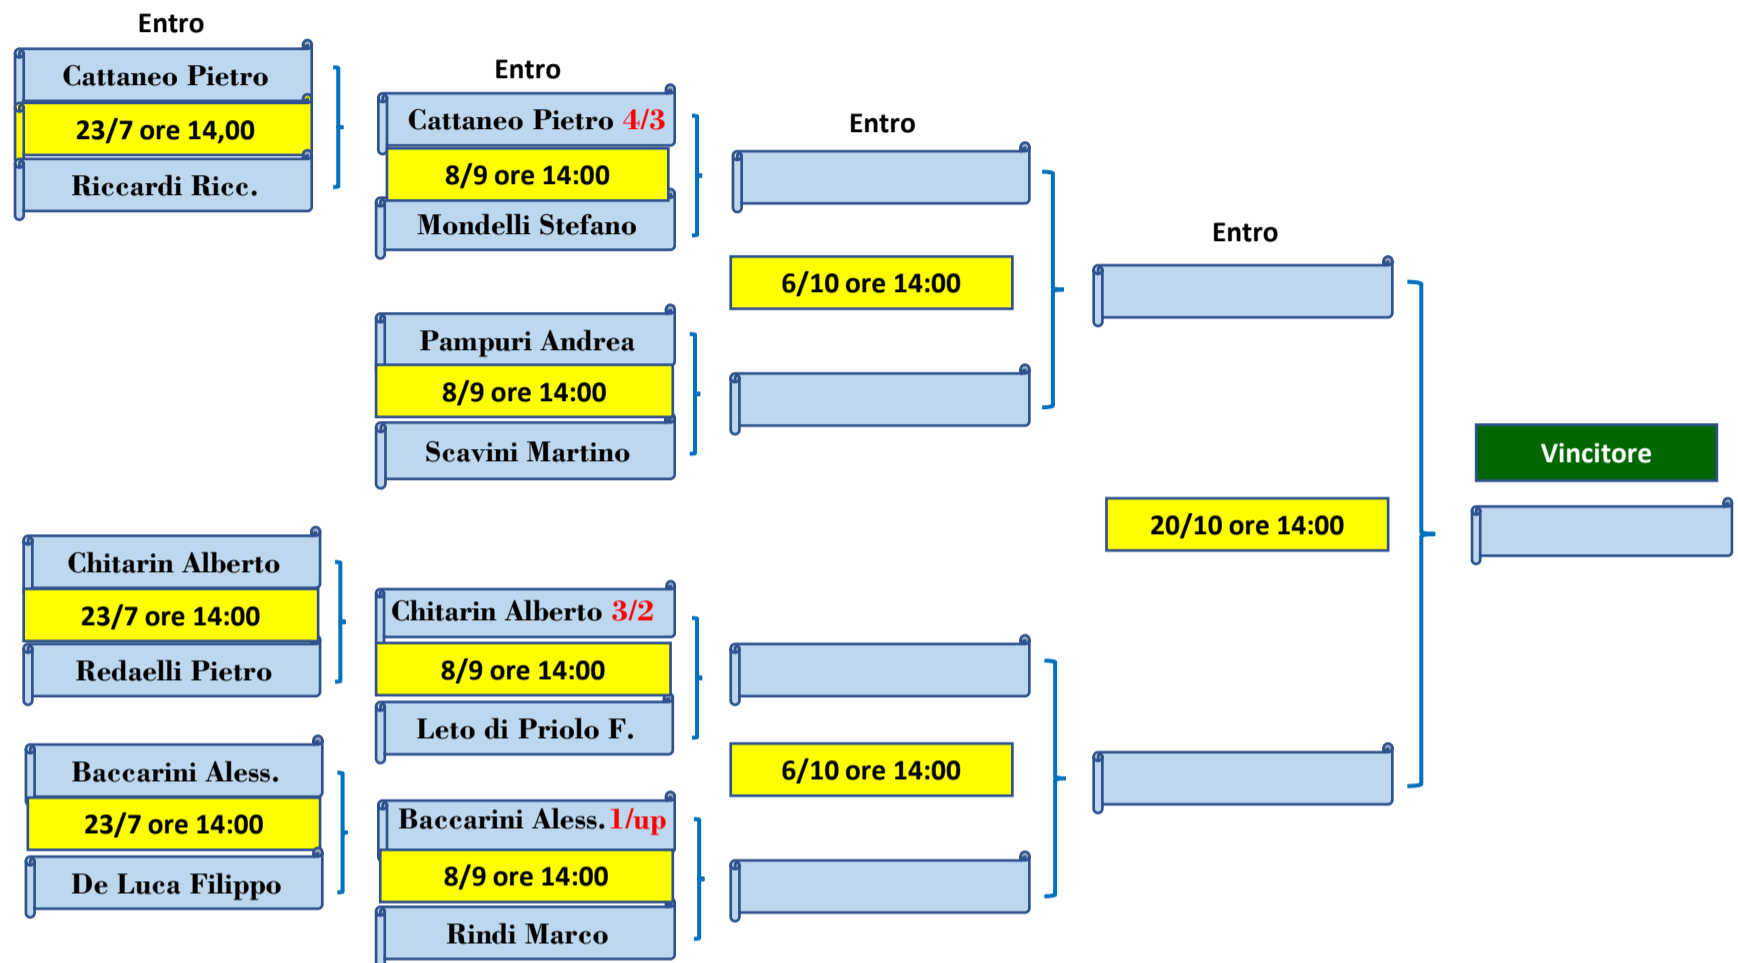 Entro
Cattaneo Pietro
23/7 ore 14,00
Riccardi Ricc.
Chitarin Alberto
23/7 ore 14:00
Redaelli Pietro
Baccarini Aless.
23/7 ore 14:00
De Luca Filippo
Entro
Cattaneo Pietro 4/3
8/9 ore 14:00
Mondelli Stefano
Pampuri Andrea
8/9 ore 14:00
Scavini Martino
Chitarin Alberto 3/2
8/9 ore 14:00
Leto di Priolo F.
Baccarini Aless. 1/up
8/9 ore 14:00
Rindi Marco
Entro
6/10 ore 14:00
6/10 ore 14:00
Entro
20/10 ore 14:00
Vincitore